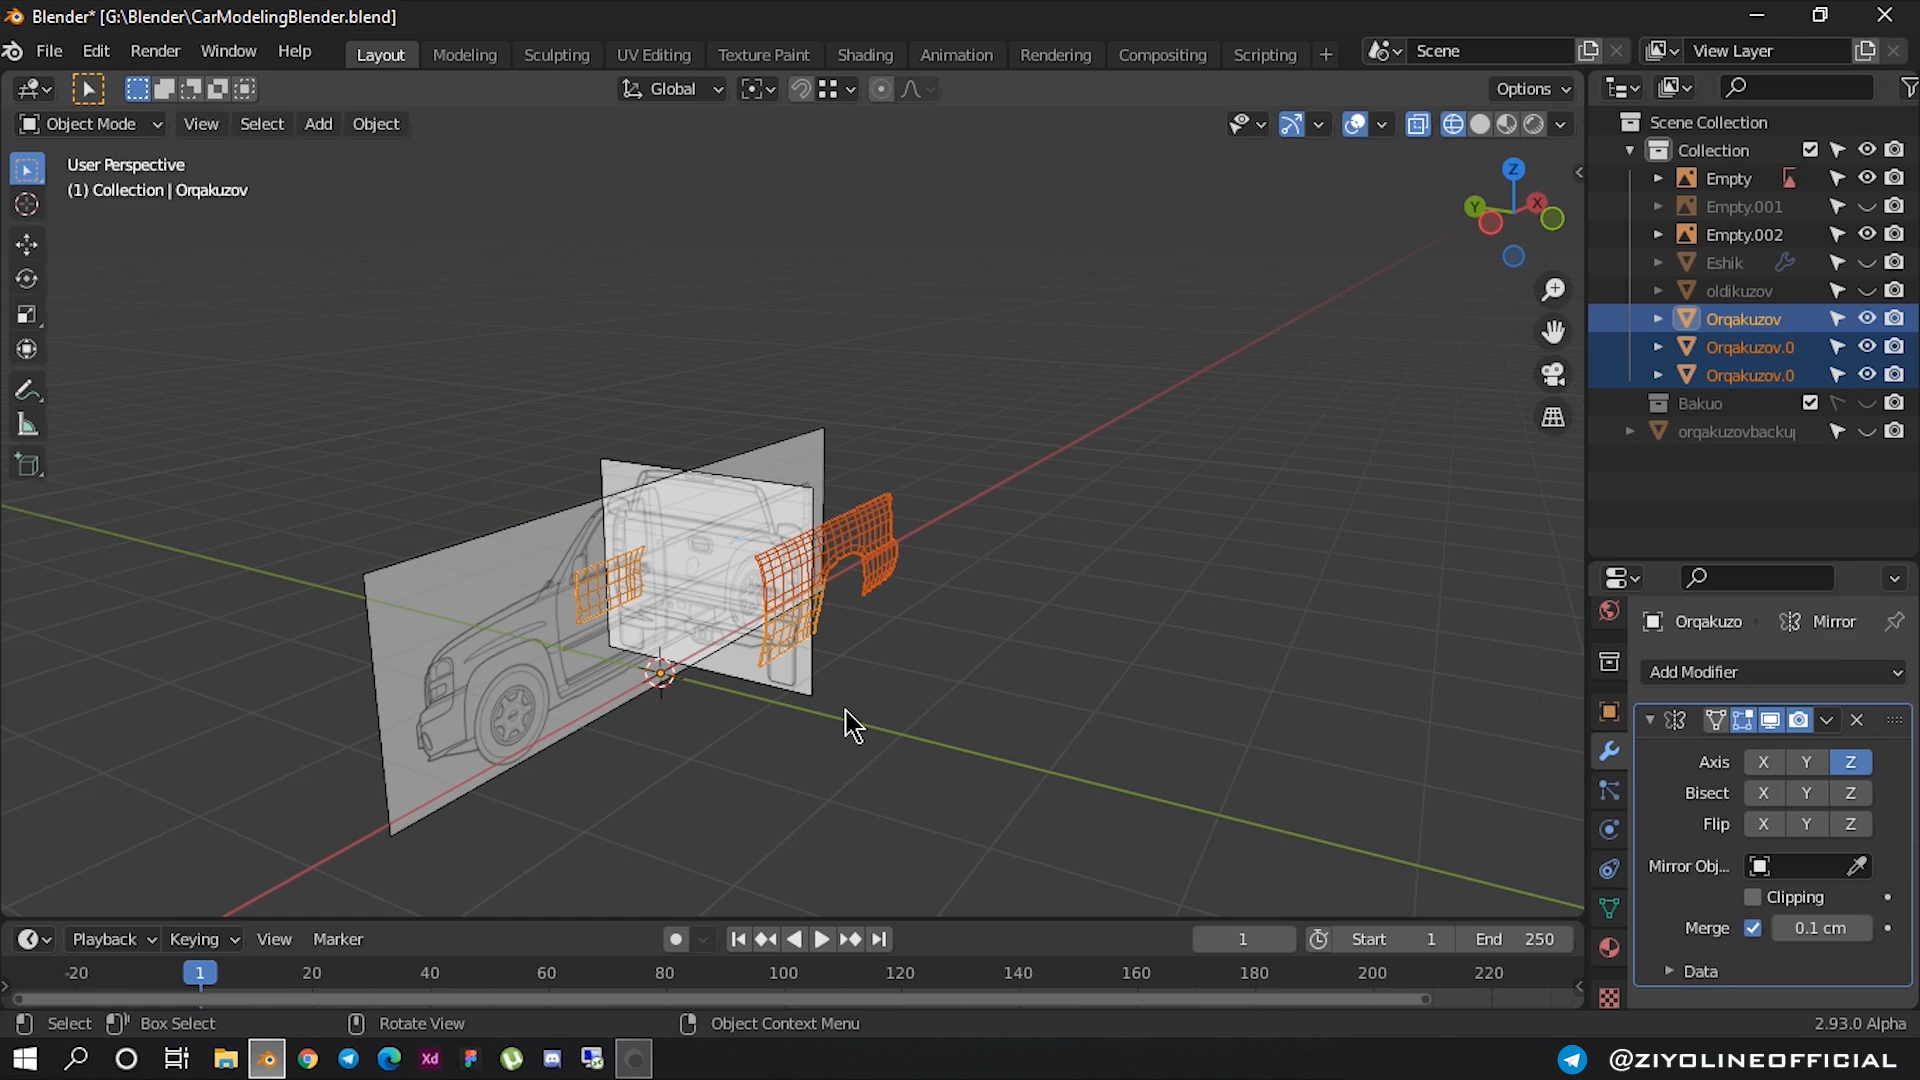 Blender* [G:\Blender\CarModelingBlender.blend]
File Edit Render Window Help
Layout Modeling Sculpting UV Editing Texture Paint Shading Animation Rendering Compositing Scripting +
Scene
View Layer
Global
Options
Object Mode View Select Add Object
User Perspective
(1) Collection | Orqakuzov
Z
Y
X
Scene Collection
Collection
Empty
Empty.001
Empty.002
Eshik
oldikuzov
Orqakuzov
Orqakuzov.0
Orqakuzov.0
Bakuo
orqakuzovbackup
Orqakuzo Mirror
Add Modifier
Axis X Y Z
Bisect X Y Z
Flip X Y Z
Mirror Obj...
Clipping
Merge 0.1 cm
Data
Playback Keying View Marker
1 Start 1 End 250
-20 1 20 40 60 80 100 120 140 160 180 200 220
Select Box Select Rotate View Object Context Menu 2.93.0 Alpha
Xd
@ZIYOLINEOFFICIAL